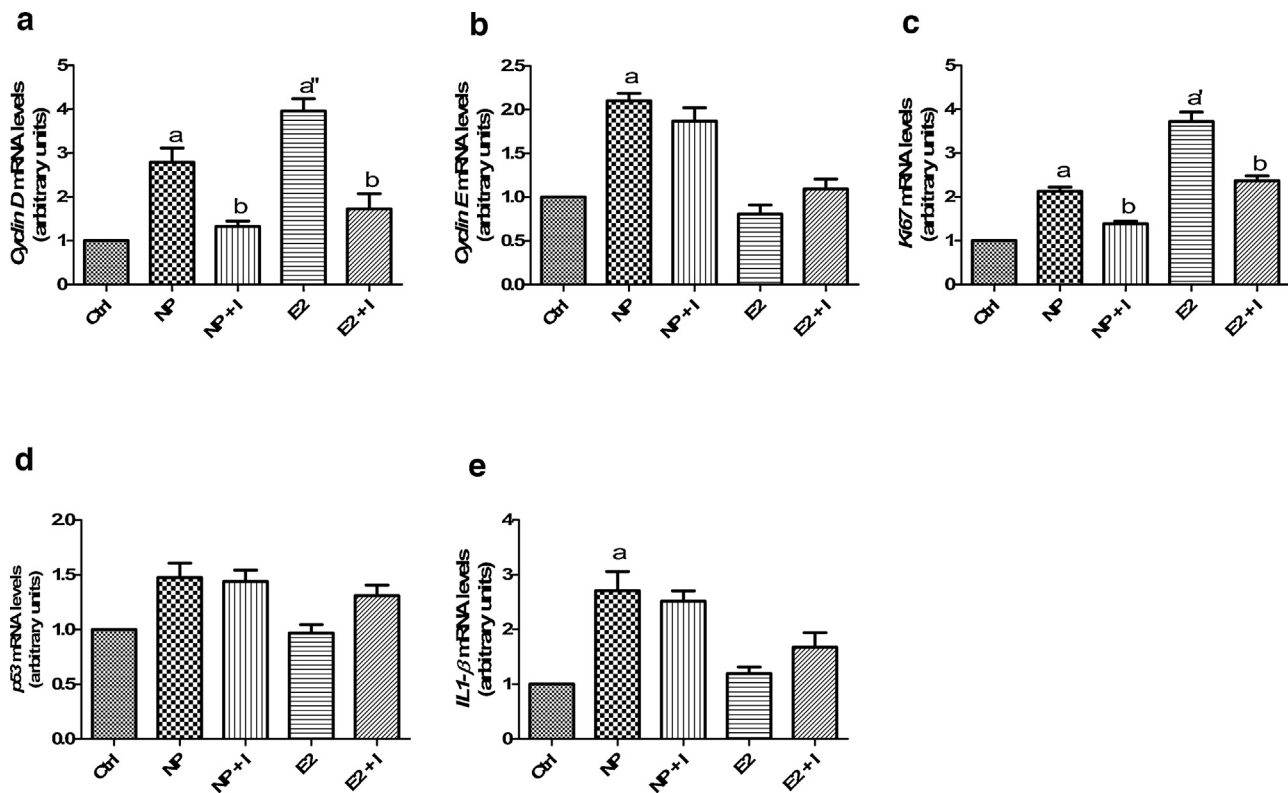 a
Cyclin D mRNA levels
(arbitrary units)
5
4
3
2
1
0
a
b
a"
b
Ctrl
NP
NP + I
E2
E2 + I
b
Cyclin E mRNA levels
(arbitrary units)
2.5
2.0
1.5
1.0
0.5
0.0
a
Ctrl
NP
NP + I
E2
E2 + I
c
Ki67 mRNA levels
(arbitrary units)
5
4
3
2
1
0
a
b
a'
b
Ctrl
NP
NP + I
E2
E2 + I
d
p53 mRNA levels
(arbitrary units)
2.0
1.5
1.0
0.5
0.0
Ctrl
NP
NP + I
E2
E2 + I
e
IL1-β mRNA levels
(arbitrary units)
4
3
2
1
0
a
Ctrl
NP
NP + I
E2
E2 + I